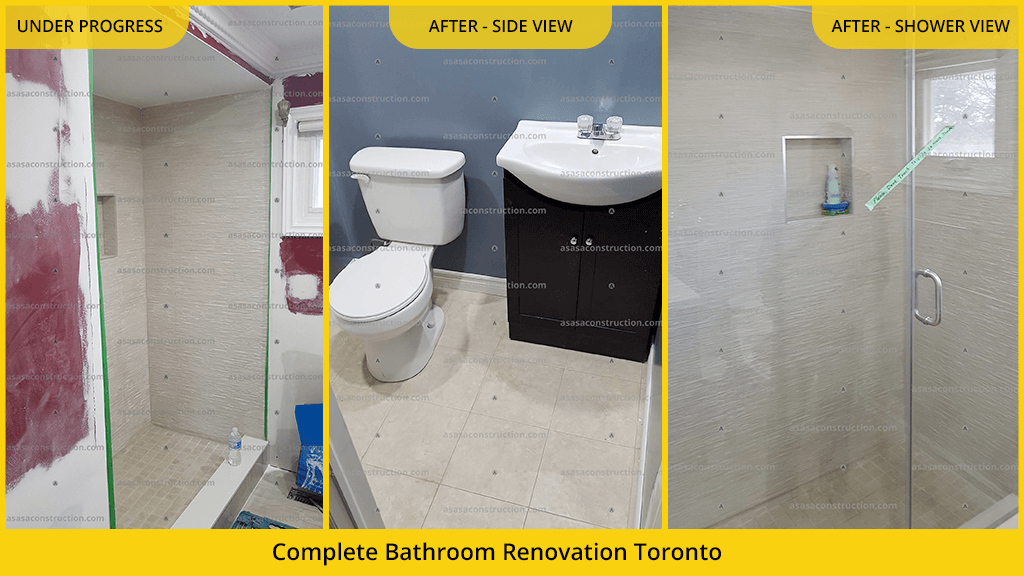 UNDER PROGRESS
AFTER - SIDE VIEW
AFTER - SHOWER VIEW
asasaconstruction.com
Complete Bathroom Renovation Toronto